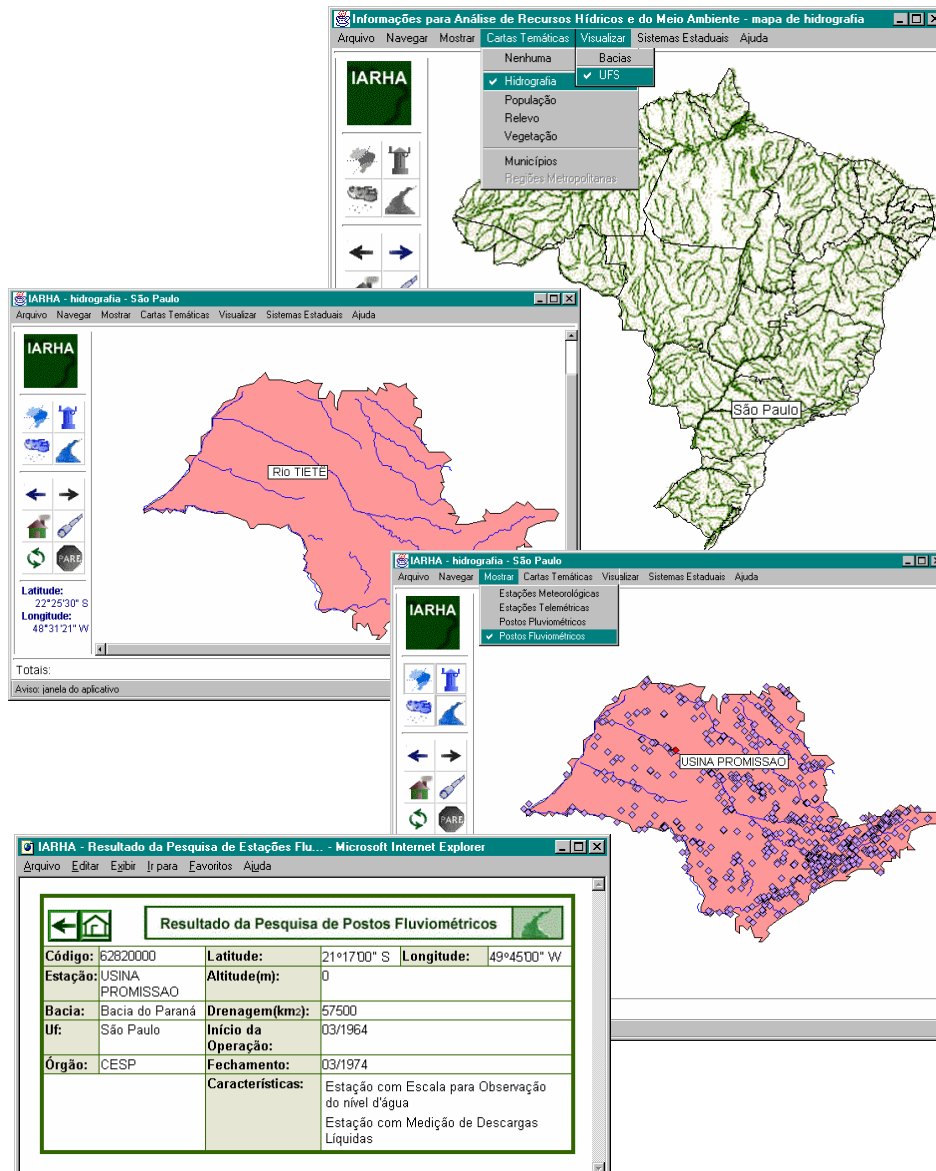 Informações para Análise de Recursos Hídricos e do Meio Ambiente - mapa de hidrografia
Arquivo Navegar Mostrar Cartas Temáticas Visualizar Sistemas Estaduais Ajuda
IARHA
Nenhuma
Hidrografia
População
Relevo
Vegetação
Municípios
Regiões Metropolitanas
Bacias
UFS
São Paulo
IARHA - hidrografia - São Paulo
Arquivo Navegar Mostrar Cartas Temáticas Visualizar Sistemas Estaduais Ajuda
IARHA
Rio TIETÊ
PARE
Latitude:
22°25'30" S
Longitude:
48°31'21" W
Totais:
Aviso: janela do aplicativo
IARHA - hidrografia - São Paulo
Arquivo Navegar Mostrar Cartas Temáticas Visualizar Sistemas Estaduais Ajuda
IARHA
Estações Meteorológicas
Estações Telemétricas
Postos Pluviométricos
Postos Fluviométricos
USINA PROMISSAO
PARE
IARHA - Resultado da Pesquisa de Estações Flu... - Microsoft Internet Explorer
Arquivo Editar Exibir Ir para Favoritos Ajuda
Resultado da Pesquisa de Postos Fluviométricos
Código: 62820000 Latitude: 21°17'00" S Longitude: 49°45'00" W
Estação: USINA Altitude(m): 0
PROMISSAO
Bacia: Bacia do Paraná Drenagem(km2): 57500
Uf: São Paulo Início da 03/1964
Operação:
Órgão: CESP Fechamento: 03/1974
Características: Estação com Escala para Observação
do nível d'água
Estação com Medição de Descargas
Líquidas